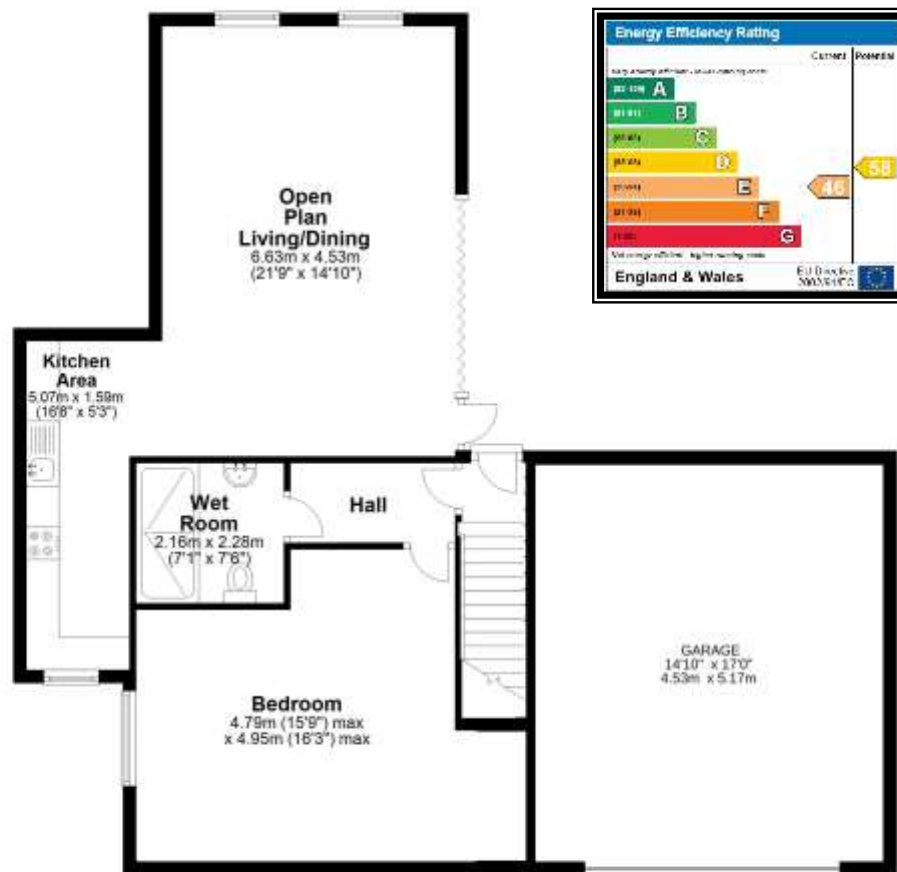 Energy Efficiency Rating
Current Potential
A
B
C
D
E
F
G
46
58
England & Wales
EU Directive
Open
Plan
Living/Dining
6.63m x 4.53m
(21'9" x 14'10")
Kitchen
Area
5.07m x 1.59m
(16'8" x 5'3")
Wet
Room
2.16m x 2.28m
(7'1" x 7'6")
Hall
Bedroom
4.79m (15'9") max
x 4.95m (16'3") max
GARAGE
14'10" x 17'0"
4.53m x 5.17m